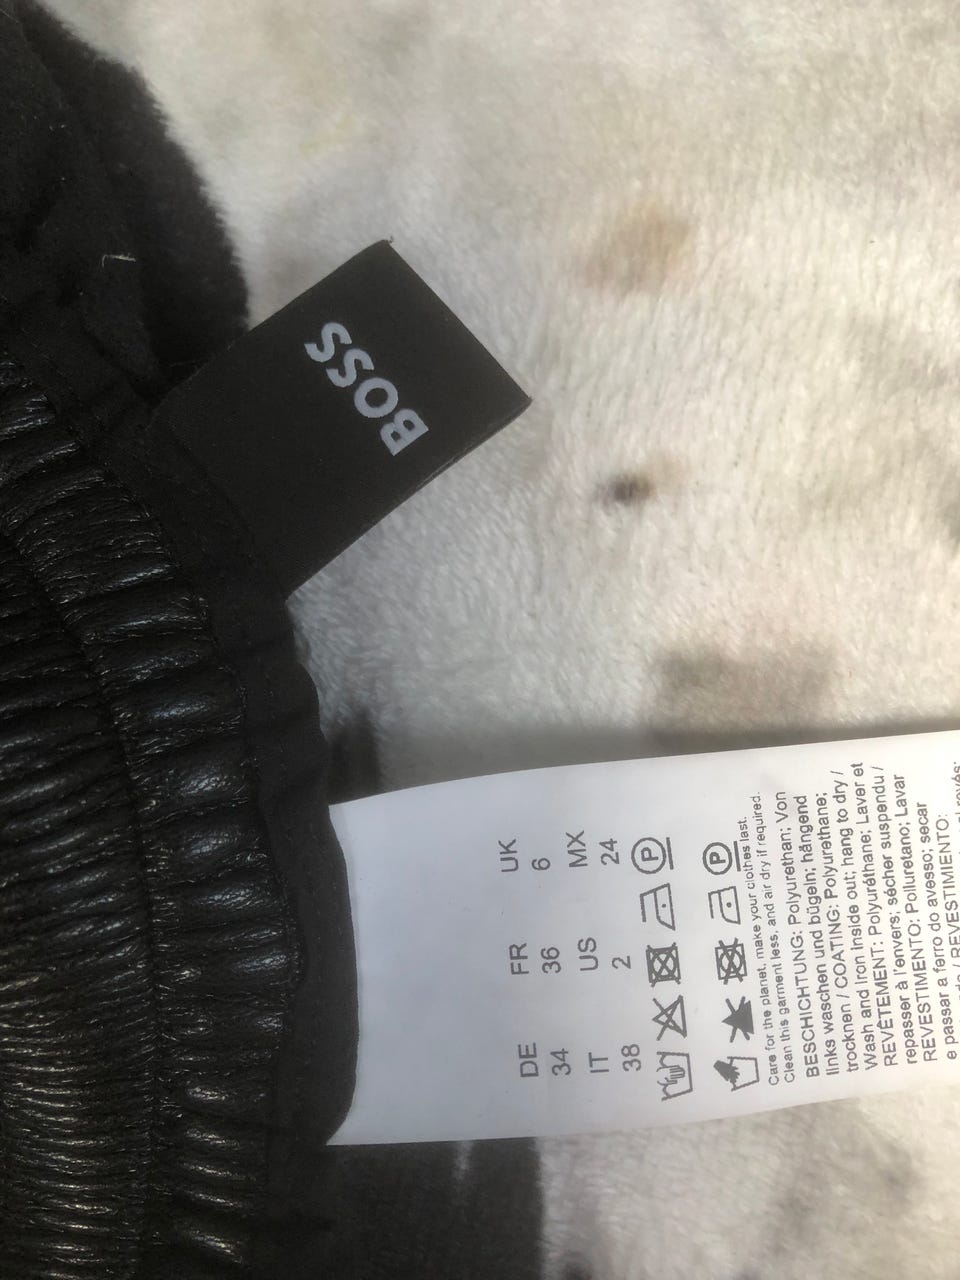 BOSS
DE FR UK
34 36 6
IT US MX
38 2 24
P
P
Care for the planet, make your clothes last.
Clean this garment less, and air dry if required.
BESCHICHTUNG: Polyurethan; Von
links waschen und bügeln; hängend
trocknen / COATING: Polyurethane;
Wash and Iron Inside out; hang to dry /
REVÊTEMENT: Polyuréthane; Laver et
repasser à l'envers; sécher suspendu /
REVESTIMENTO: Poliuretano; Lavar
e passar a ferro do avesso; secar
/ REVESTIMIENTO: